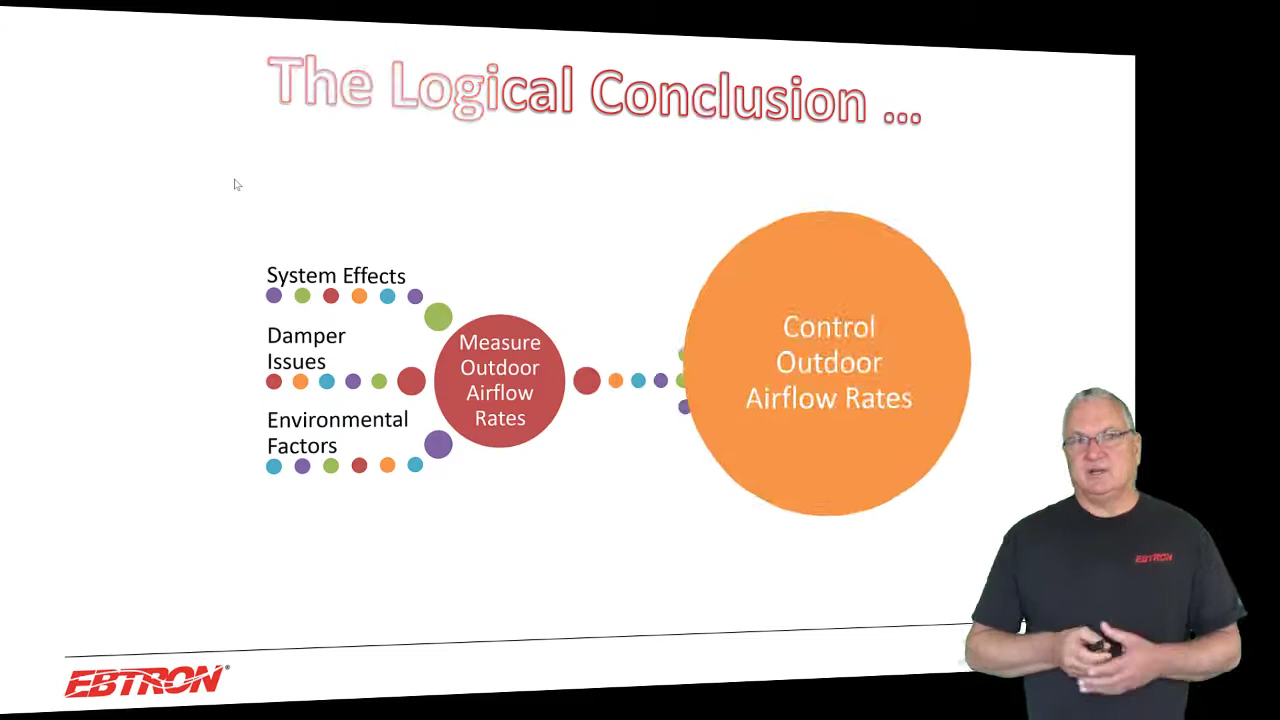 The Logical Conclusion ...
System Effects
Damper
Issues
Environmental
Factors
Measure
Outdoor
Airflow
Rates
Control
Outdoor
Airflow Rates
EBTRON
EBTRON®